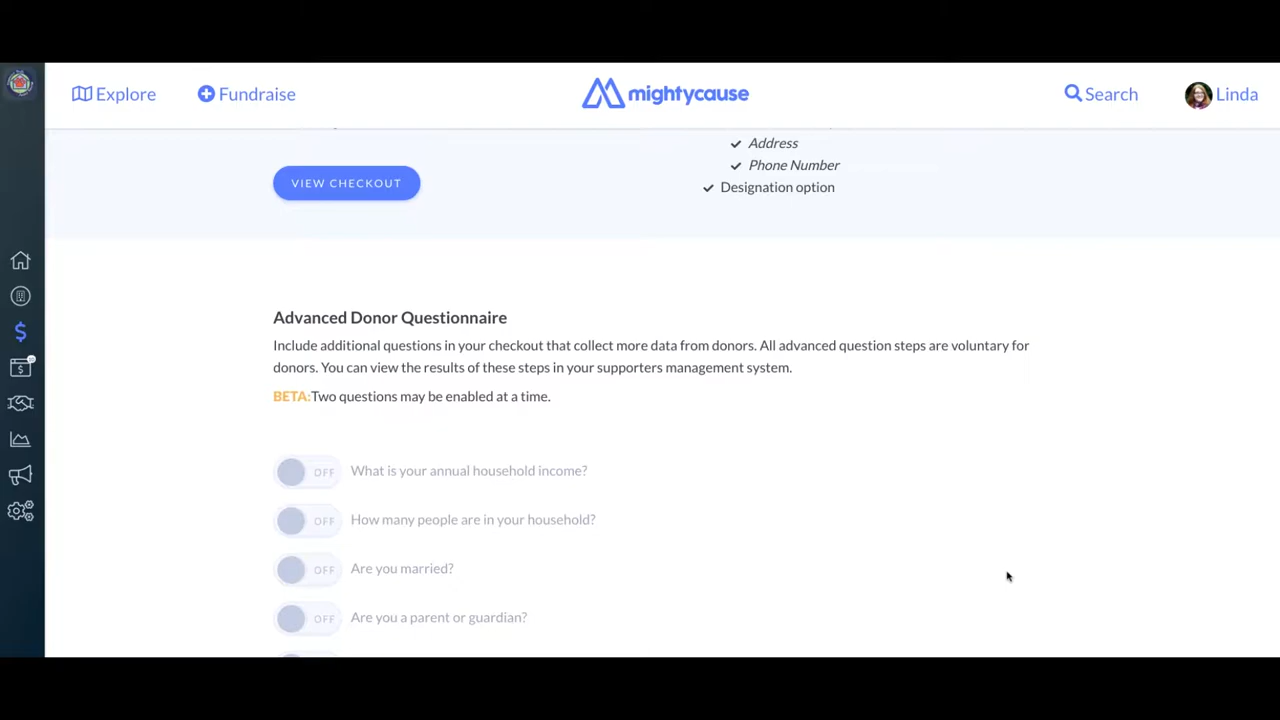 Explore
Fundraise
mightycause
Search
Linda
Address
Phone Number
Designation option
VIEW CHECKOUT
Advanced Donor Questionnaire
Include additional questions in your checkout that collect more data from donors. All advanced question steps are voluntary for
donors. You can view the results of these steps in your supporters management system.
BETA:Two questions may be enabled at a time.
OFF What is your annual household income?
OFF How many people are in your household?
OFF Are you married?
OFF Are you a parent or guardian?